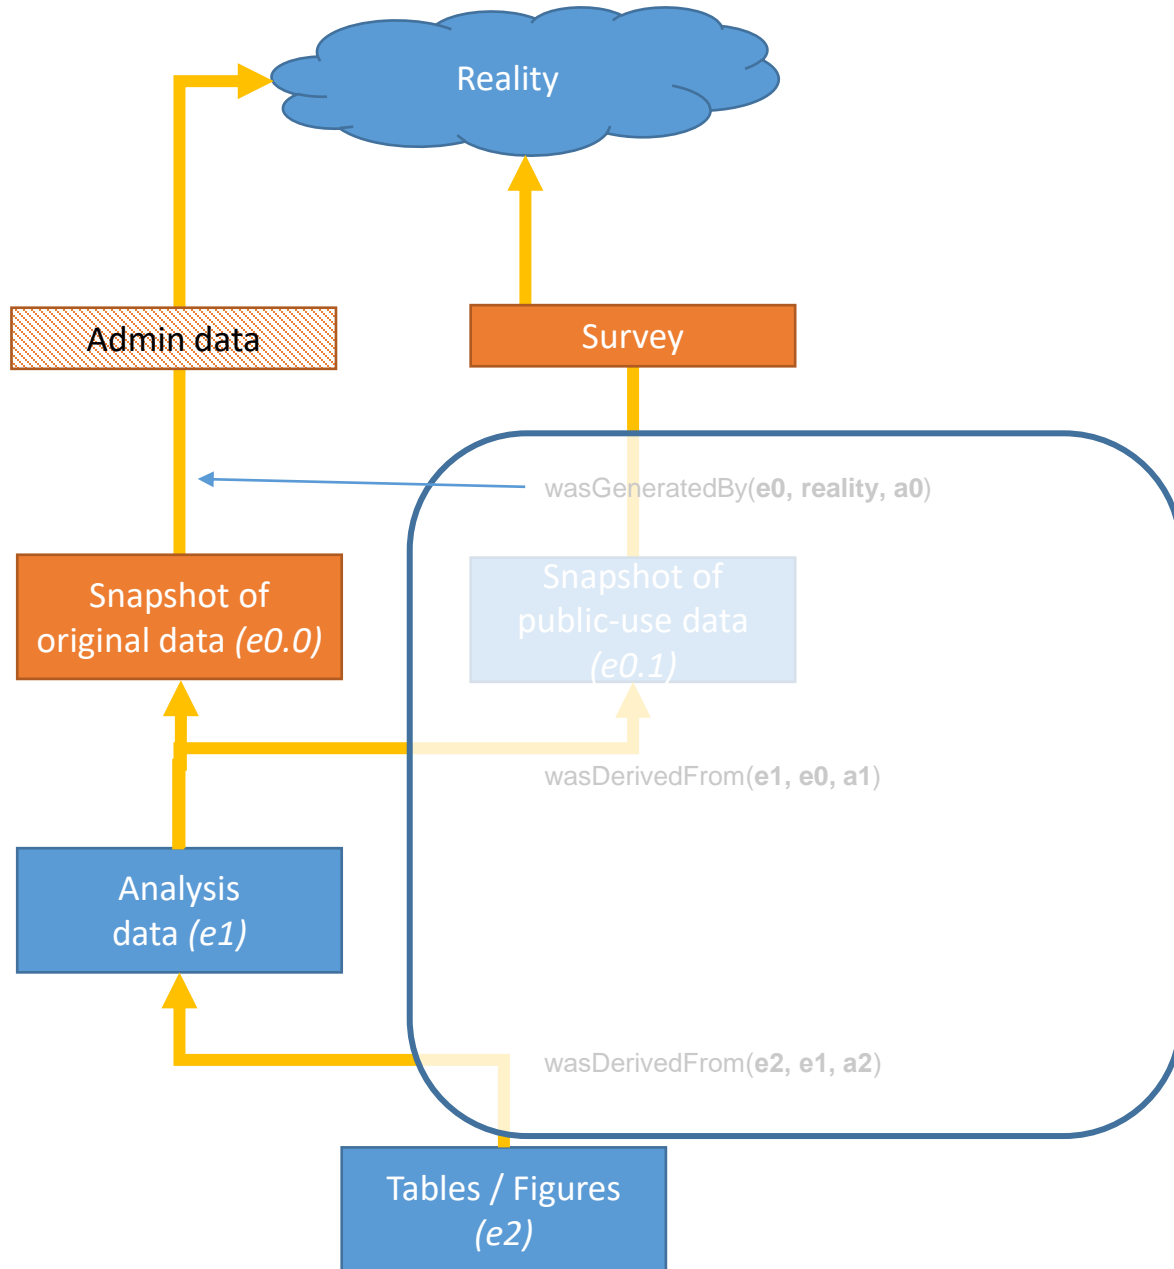 Reality
Admin data
Survey
wasGeneratedBy(e0, reality, a0)
Snapshot of
original data (e0.0)
Snapshot of
public-use data
(e0.1)
wasDerivedFrom(e1, e0, a1)
Analysis
data (e1)
wasDerivedFrom(e2, e1, a2)
Tables / Figures
(e2)